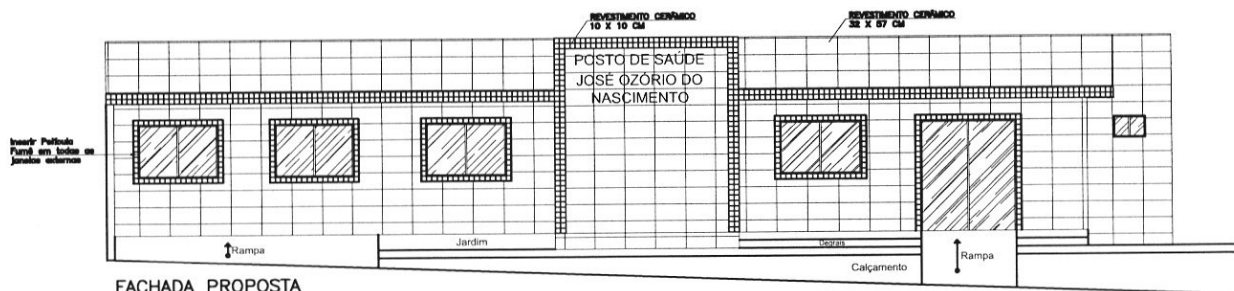 REVESTIMENTO CERÂMICO
10 X 10 CM
REVESTIMENTO CERÂMICO
32 X 57 CM
POSTO DE SAÚDE
JOSÉ OZÓRIO DO
NASCIMENTO
Inserir Película
Fumê em todas as
janelas externas
Rampa
Jardim
Degrais
Calçamento
Rampa
FACHADA PROPOSTA